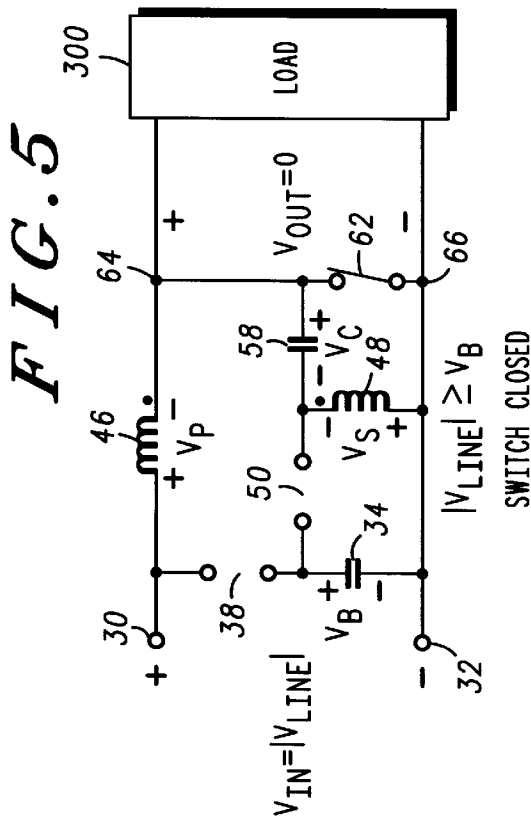 FIG.5
300
LOAD
64
46
+
-
V_P
+
V_OUT=0
-
58
V_C
+
-
62
66
50
48
-
V_S
+
30
+
38
34
+
V_B
-
32
-
V_IN=|V_LINE|
|V_LINE| ≥ V_B
SWITCH CLOSED